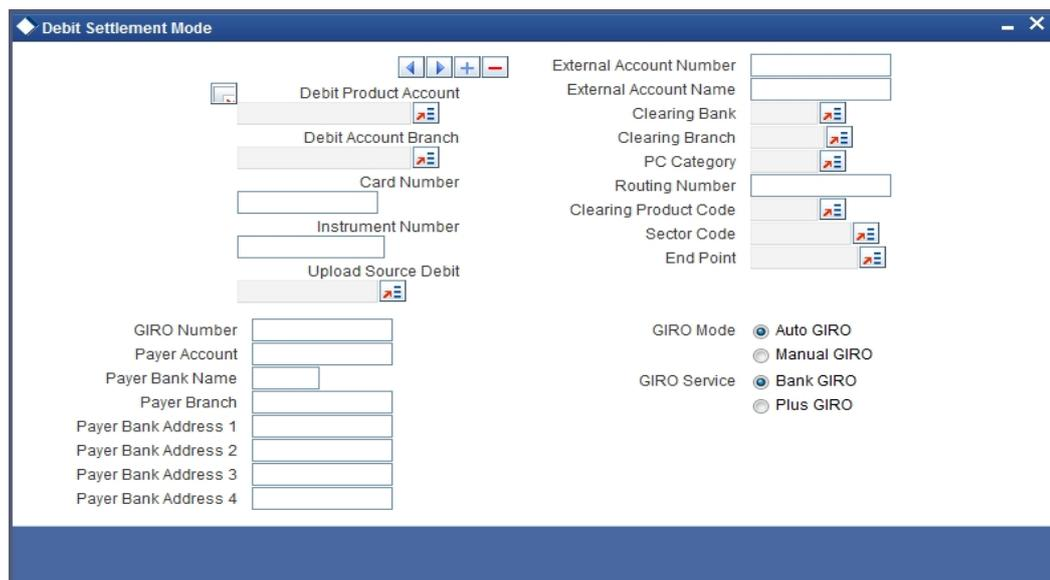 Debit Settlement Mode
Debit Product Account
Debit Account Branch
Card Number
Instrument Number
Upload Source Debit
External Account Number
External Account Name
Clearing Bank
Clearing Branch
PC Category
Routing Number
Clearing Product Code
Sector Code
End Point
GIRO Number
Payer Account
Payer Bank Name
Payer Branch
Payer Bank Address 1
Payer Bank Address 2
Payer Bank Address 3
Payer Bank Address 4
GIRO Mode Auto GIRO
Manual GIRO
GIRO Service Bank GIRO
Plus GIRO